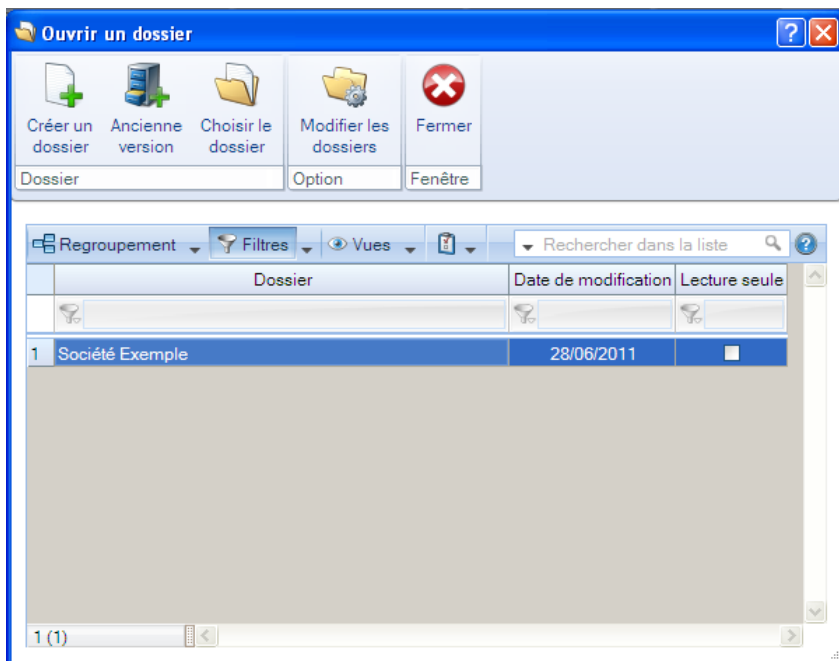 Ouvrir un dossier
Créer un dossier
Ancienne version
Choisir le dossier
Modifier les dossiers
Fermer
Dossier
Option
Fenêtre
Regroupement Filtres Vues Rechercher dans la liste
Dossier Date de modification Lecture seule
1 Société Exemple 28/06/2011
1 (1)